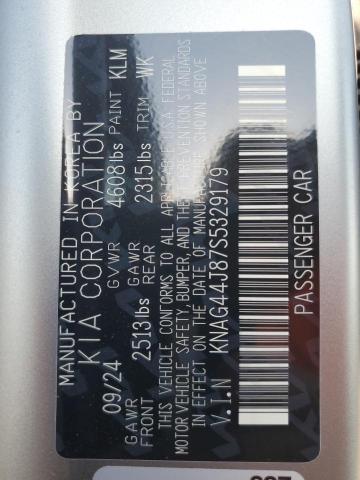 MANUFACTURED IN KOREA BY
KIA CORPORATION
09/24 GVWR 4608lbs PAINT KLM
GAWR FRONT 2513lbs GAWR REAR 2315lbs TRIM WK
THIS VEHICLE CONFORMS TO ALL APPLICABLE USSA FEDERAL
MOTOR VEHICLE SAFETY, BUMPER, AND THEFT PREVENTION STANDARDS
IN EFFECT ON THE DATE OF MANUFACTURE SHOWN ABOVE
V.I.N KNAG44J87S5329179
PASSENGER CAR